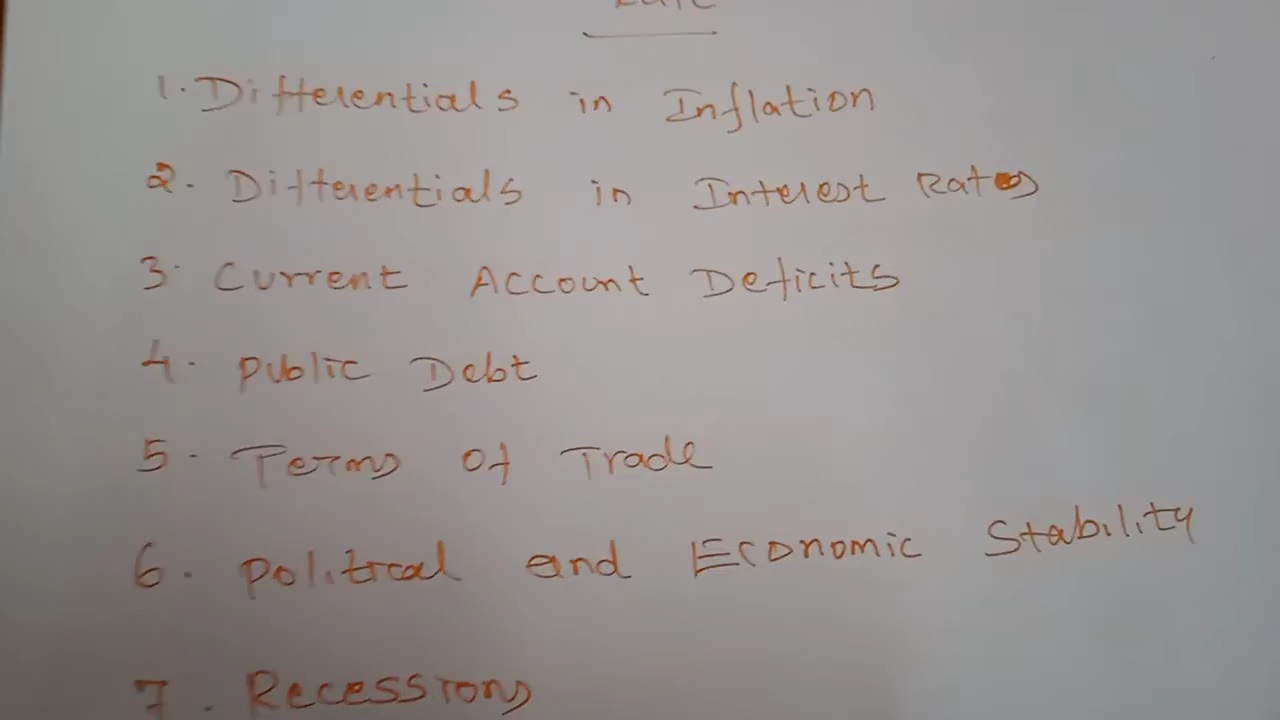 1. Differentials in Inflation
2. Differentials in Interest Rates
3. Current Account Deficits
4. Public Debt
5. Terms of Trade
6. Political and Economic Stability
7. Recessions